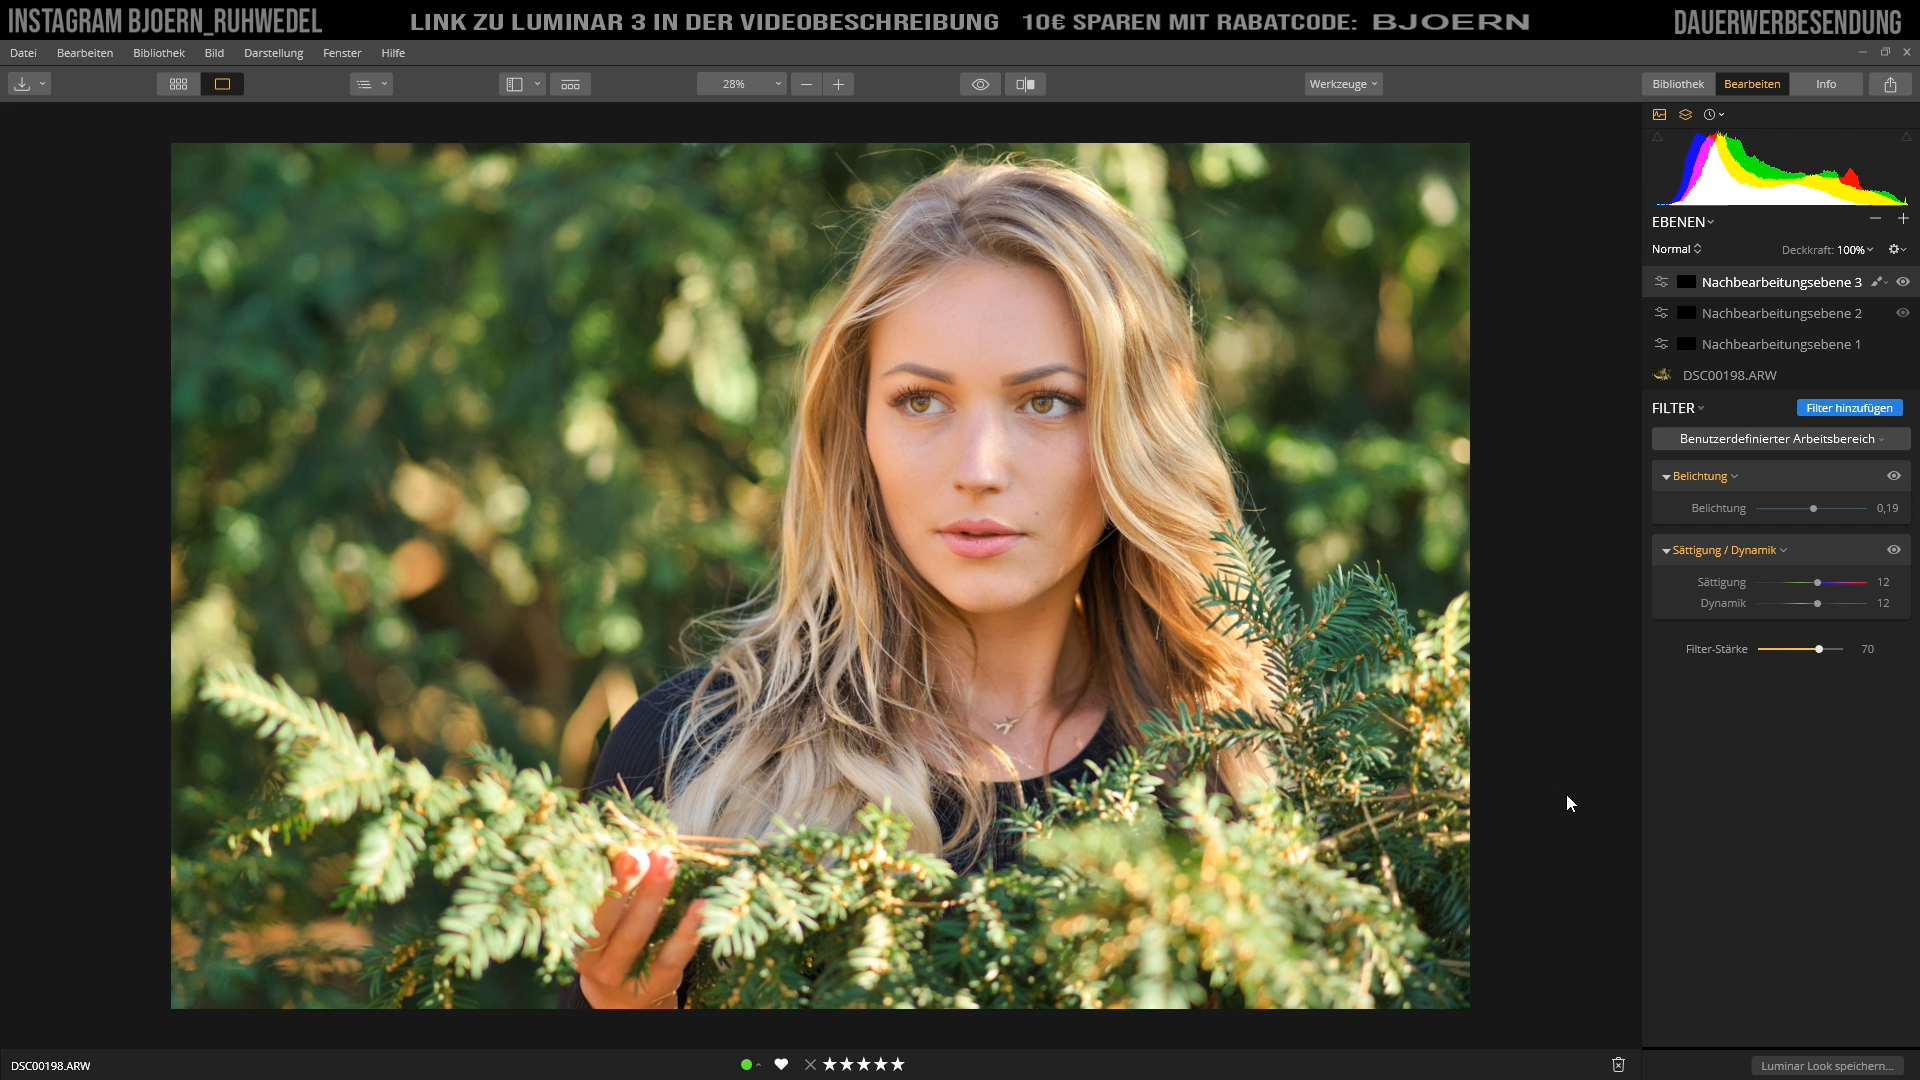 INSTAGRAM BJOERN_RUHWEDEL LINK ZU LUMINAR 3 IN DER VIDEOBESCHREIBUNG 10€ SPAREN MIT RABATCODE: BJOERN DAUERWERBESENDUNG
Datei Bearbeiten Bibliothek Bild Darstellung Fenster Hilfe
28% Werkzeuge Bibliothek Bearbeiten Info
EBENEN
Normal Deckkraft: 100%
Nachbearbeitungsebene 3
Nachbearbeitungsebene 2
Nachbearbeitungsebene 1
DSC00198.ARW
FILTER Filter hinzufügen
Benutzerdefinierter Arbeitsbereich
Belichtung
Belichtung 0,19
Sättigung / Dynamik
Sättigung 12
Dynamik 12
Filter-Stärke 70
DSC00198.ARW Luminar Look speichern...